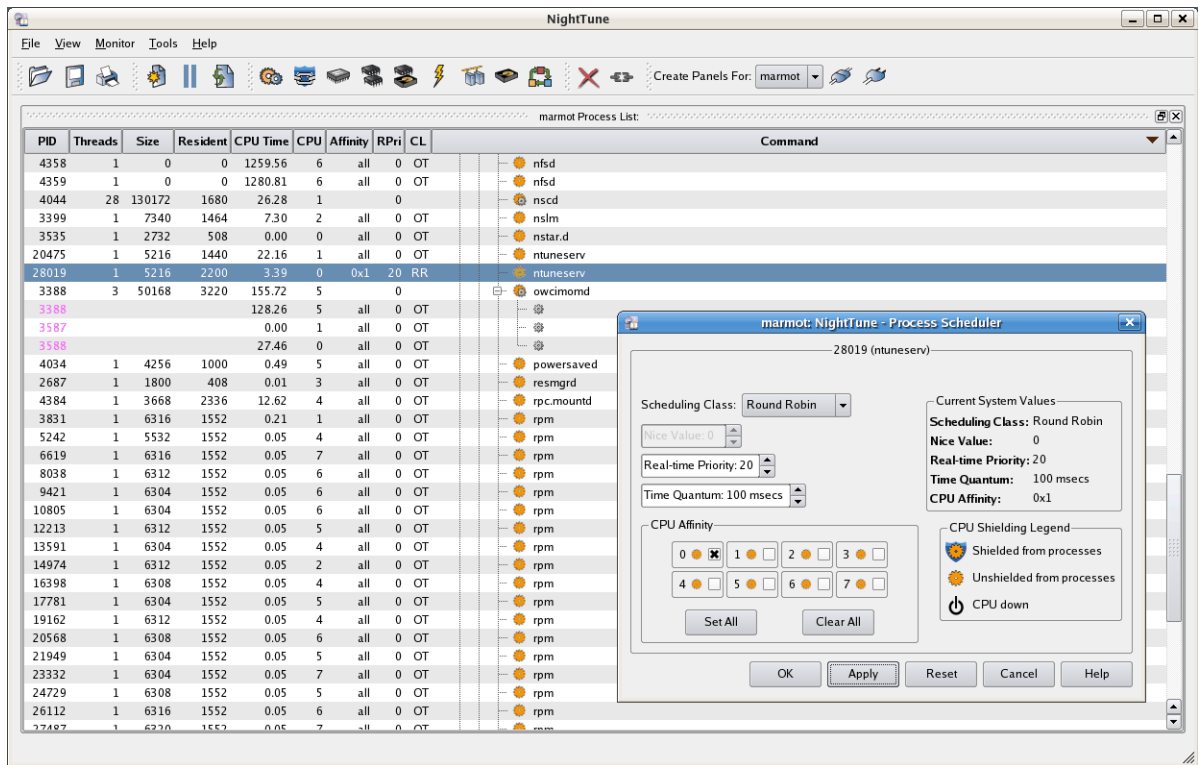 NightTune
File View Monitor Tools Help
Create Panels For: marmot
marmot Process List:
PID Threads Size Resident CPU Time CPU Affinity RPri CL Command
4358 1 0 0 1259.56 6 all 0 OT nfsd
4359 1 0 0 1280.81 6 all 0 OT nfsd
4044 28 130172 1680 26.28 1 0 nscd
3399 1 7340 1464 7.30 2 all 0 OT nslm
3535 1 2732 508 0.00 0 all 0 OT nstar.d
20475 1 5216 1440 22.16 1 all 0 OT ntuneserv
28019 1 5216 2200 3.39 0 0x1 20 RR ntuneserv
3388 3 50168 3220 155.72 5 0 owcimomd
3388 128.26 5 all 0 OT
3587 0.00 1 all 0 OT
3588 27.46 0 all 0 OT
4034 1 4256 1000 0.49 5 all 0 OT powersaved
2687 1 1800 408 0.01 3 all 0 OT resmgrd
4384 1 3668 2336 12.62 4 all 0 OT rpc.mountd
3831 1 6316 1552 0.21 1 all 0 OT rpm
5242 1 5532 1552 0.05 4 all 0 OT rpm
6619 1 6316 1552 0.05 7 all 0 OT rpm
8038 1 6312 1552 0.05 6 all 0 OT rpm
9421 1 6304 1552 0.05 6 all 0 OT rpm
10805 1 6304 1552 0.05 6 all 0 OT rpm
12213 1 6312 1552 0.05 5 all 0 OT rpm
13591 1 6304 1552 0.05 4 all 0 OT rpm
14974 1 6312 1552 0.05 2 all 0 OT rpm
16398 1 6308 1552 0.05 4 all 0 OT rpm
17781 1 6304 1552 0.05 5 all 0 OT rpm
19162 1 6312 1552 0.05 4 all 0 OT rpm
20568 1 6308 1552 0.05 6 all 0 OT rpm
21949 1 6304 1552 0.05 5 all 0 OT rpm
23332 1 6304 1552 0.05 7 all 0 OT rpm
24729 1 6308 1552 0.05 5 all 0 OT rpm
26112 1 6316 1552 0.05 6 all 0 OT rpm
27487 1 6320 1552 0.05 7 all 0 OT rpm
marmot: NightTune - Process Scheduler
28019 (ntuneserv)
Scheduling Class: Round Robin
Nice Value: 0
Real-time Priority: 20
Time Quantum: 100 msecs
Current System Values
Scheduling Class: Round Robin
Nice Value: 0
Real-time Priority: 20
Time Quantum: 100 msecs
CPU Affinity: 0x1
CPU Affinity
0 1 2 3
4 5 6 7
Set All Clear All
CPU Shielding Legend
Shielded from processes
Unshielded from processes
CPU down
OK Apply Reset Cancel Help